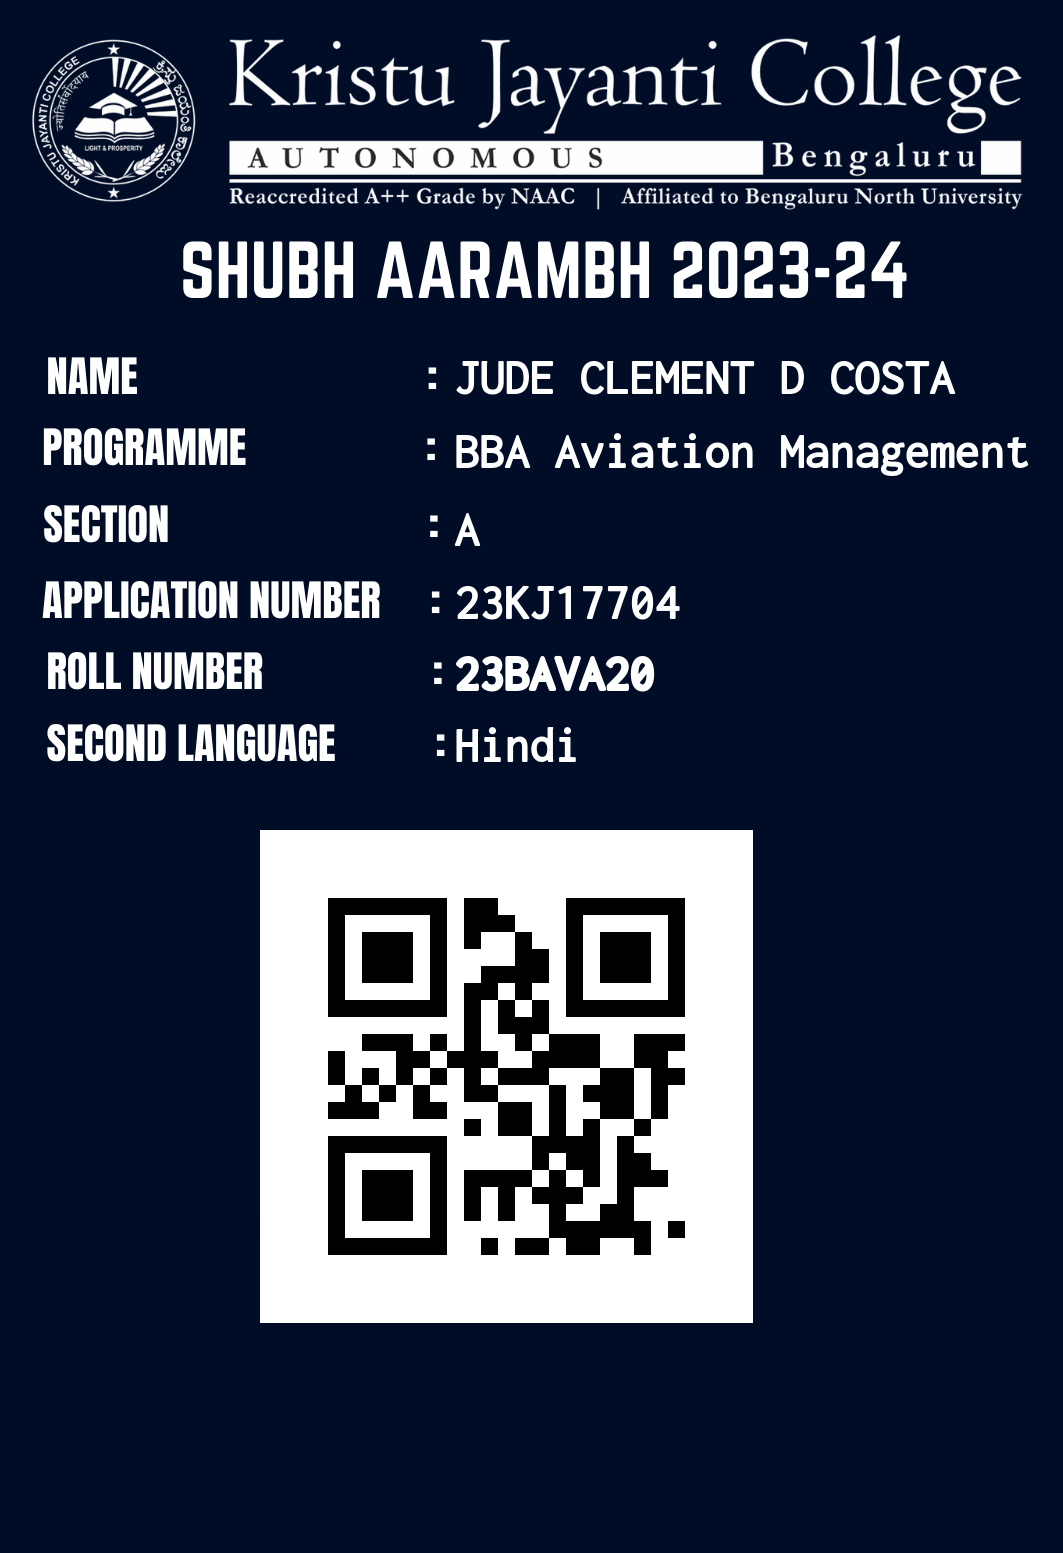 KRISTU JAYANTI COLLEGE
ಕ್ರಿಸ್ತು ಜಯಂತಿ ಕಾಲೇಜು
LIGHT & PROSPERITY
Kristu Jayanti College
AUTONOMOUS Bengaluru
Reaccredited A++ Grade by NAAC | Affiliated to Bengaluru North University
SHUBH AARAMBH 2023-24
NAME : JUDE CLEMENT D COSTA
PROGRAMME : BBA Aviation Management
SECTION : A
APPLICATION NUMBER : 23KJ17704
ROLL NUMBER : 23BAVA20
SECOND LANGUAGE : Hindi